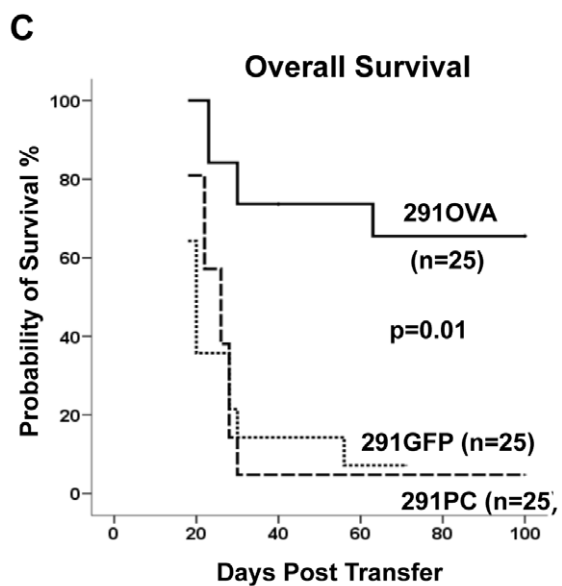 C
Overall Survival
Probability of Survival %
100
80
60
40
20
0
291OVA
(n=25)
p=0.01
291GFP (n=25)
291PC (n=25,
0 20 40 60 80 100
Days Post Transfer